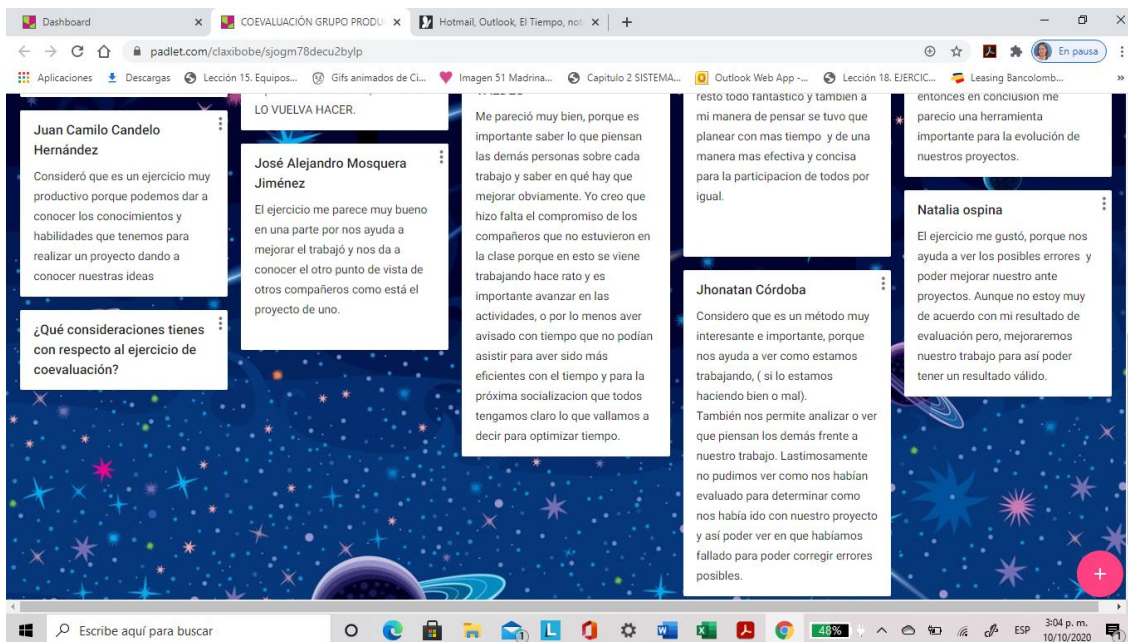 Dashboard
COEVALUACIÓN GRUPO PRODU
Hotmail, Outlook, El Tiempo, not
padlet.com/claxibobe/sjogm78decu2bylp
En pausa
Aplicaciones
Descargas
Lección 15. Equipos...
Gifs animados de Ci...
Imagen 51 Madrina...
Capitulo 2 SISTEMA...
Outlook Web App -...
Lección 18. EJERCIC...
Leasing Bancolomb...
»
Juan Camilo Candelo
Hernández
Consideró que es un ejercicio muy
productivo porque podemos dar a
conocer los conocimientos y
habilidades que tenemos para
realizar un proyecto dando a
conocer nuestras ideas
¿Qué consideraciones tienes
con respecto al ejercicio de
coevaluación?
LO VUELVA HACER.
José Alejandro Mosquera
Jiménez
El ejercicio me parece muy bueno
en una parte por nos ayuda a
mejorar el trabajó y nos da a
conocer el otro punto de vista de
otros compañeros como está el
proyecto de uno.
Me pareció muy bien, porque es
importante saber lo que piensan
las demás personas sobre cada
trabajo y saber en qué hay que
mejorar obviamente. Yo creo que
hizo falta el compromiso de los
compañeros que no estuvieron en
la clase porque en esto se viene
trabajando hace rato y es
importante avanzar en las
actividades, o por lo menos aver
avisado con tiempo que no podían
asistir para aver sido más
eficientes con el tiempo y para la
próxima socializacion que todos
tengamos claro lo que vallamos a
decir para optimizar tiempo.
resto todo fantastico y tambien a
mi manera de pensar se tuvo que
planear con mas tiempo y de una
manera mas efectiva y concisa
para la participacion de todos por
igual.
Jhonatan Córdoba
Considero que es un método muy
interesante e importante, porque
nos ayuda a ver como estamos
trabajando, ( si lo estamos
haciendo bien o mal).
También nos permite analizar o ver
que piensan los demás frente a
nuestro trabajo. Lastimosamente
no pudimos ver como nos habían
evaluado para determinar como
nos había ido con nuestro proyecto
y así poder ver en que habíamos
fallado para poder corregir errores
posibles.
entonces en conclusión me
parecio una herramienta
importante para la evolución de
nuestros proyectos.
Natalia ospina
El ejercicio me gustó, porque nos
ayuda a ver los posibles errores y
poder mejorar nuestro ante
proyectos. Aunque no estoy muy
de acuerdo con mi resultado de
evaluación pero, mejoraremos
nuestro trabajo para así poder
tener un resultado válido.
Escribe aquí para buscar
48%
ESP
3:04 p. m.
10/10/2020